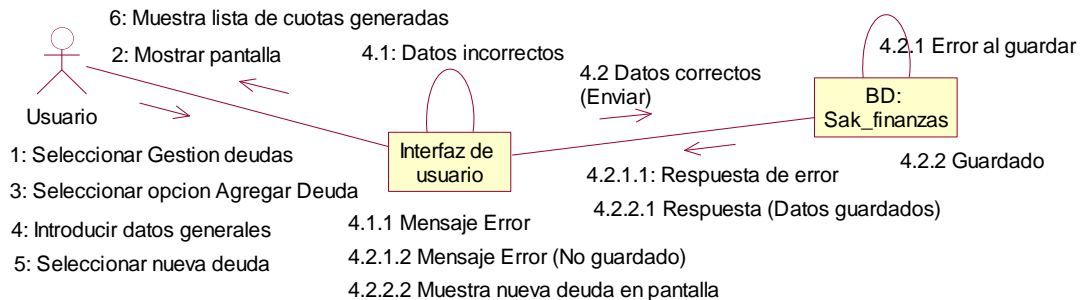 6: Muestra lista de cuotas generadas
2: Mostrar pantalla
4.1: Datos incorrectos
4.2.1 Error al guardar
4.2 Datos correctos
(Enviar)
BD:
Sak_finanzas
Usuario
1: Seleccionar Gestion deudas
Interfaz de
usuario
4.2.2 Guardado
3: Seleccionar opcion Agregar Deuda
4.2.1.1: Respuesta de error
4: Introducir datos generales
4.1.1 Mensaje Error
4.2.2.1 Respuesta (Datos guardados)
5: Seleccionar nueva deuda
4.2.1.2 Mensaje Error (No guardado)
4.2.2.2 Muestra nueva deuda en pantalla